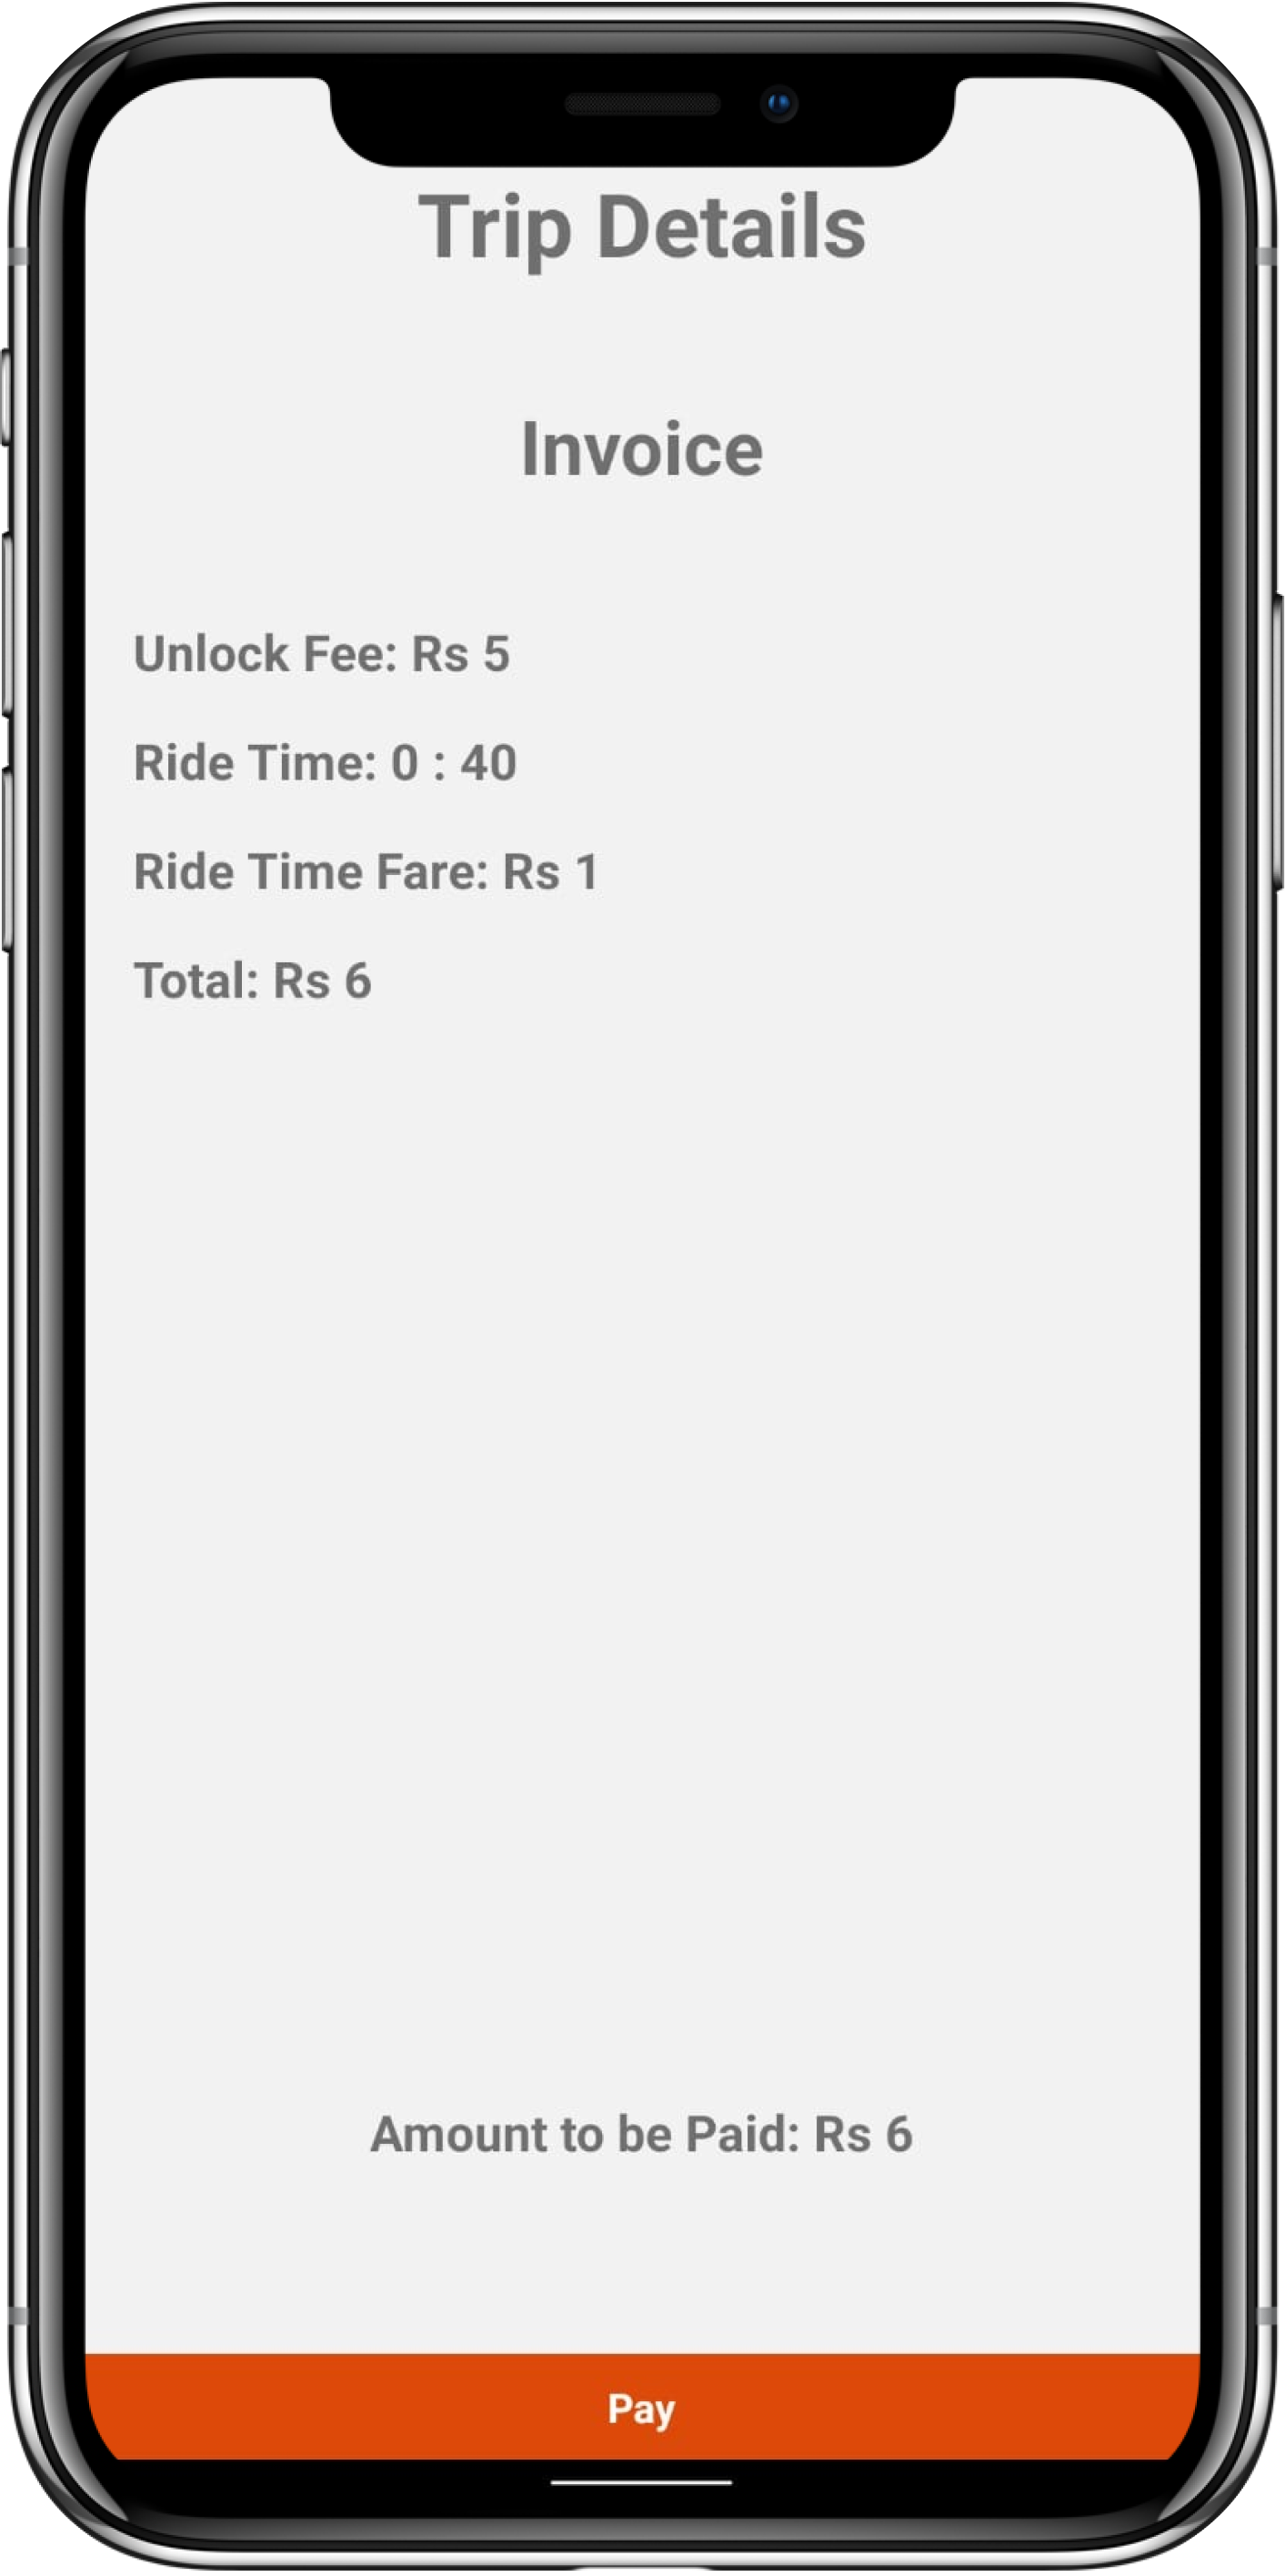 Trip Details
Invoice
Unlock Fee: Rs 5
Ride Time: 0 : 40
Ride Time Fare: Rs 1
Total: Rs 6
Amount to be Paid: Rs 6
Pay